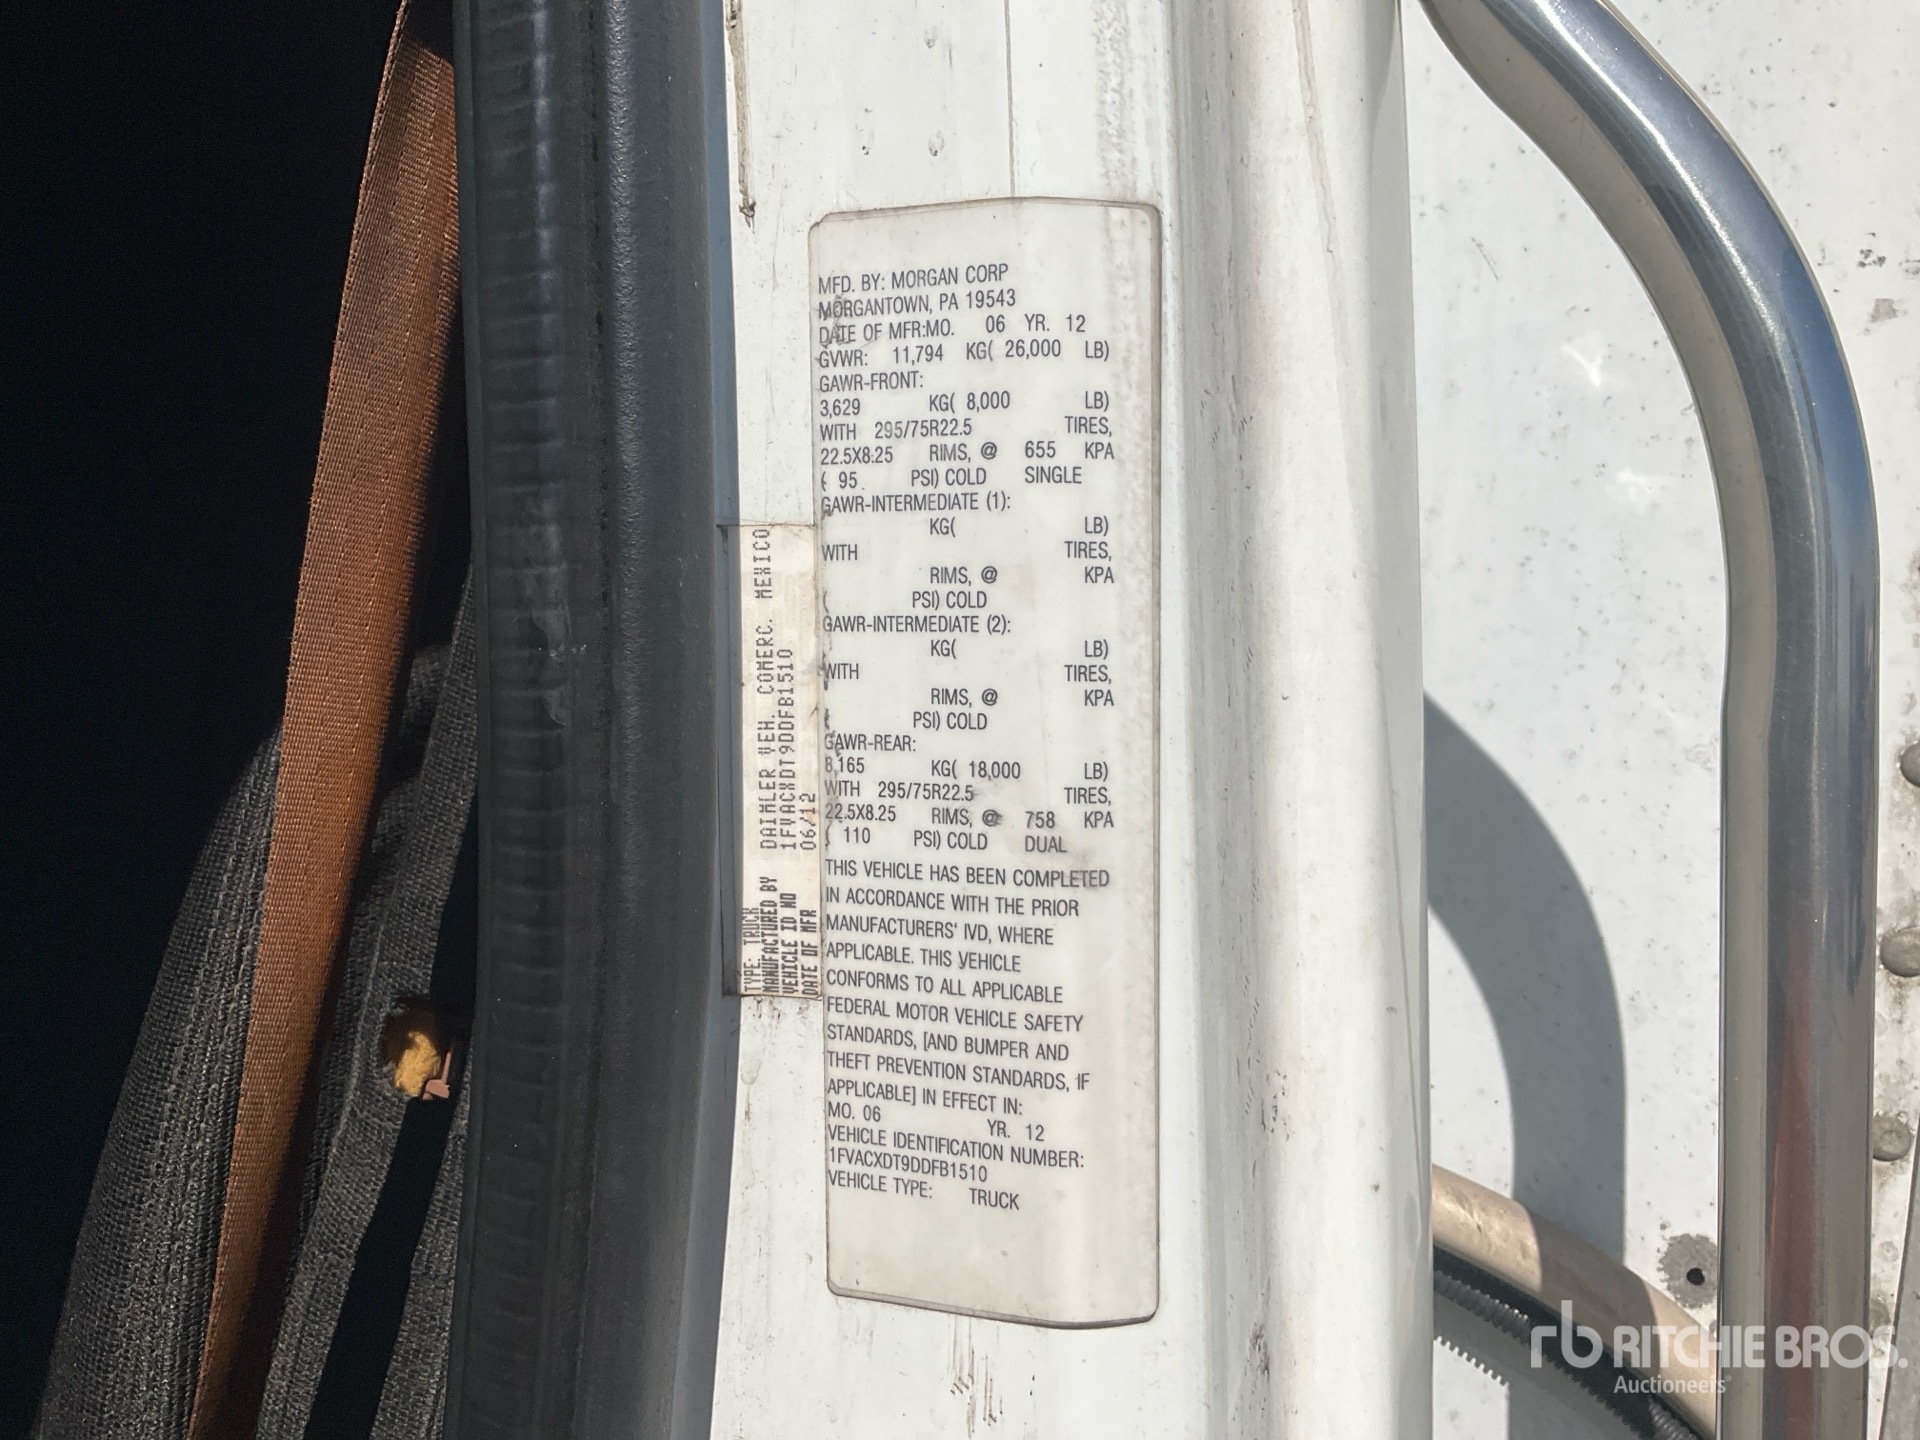 MFD. BY: MORGAN CORP
MORGANTOWN, PA 19543
DATE OF MFR:MO. 06 YR. 12
GVWR: 11,794 KG( 26,000 LB)
GAWR-FRONT:
3,629 KG( 8,000 LB)
WITH 295/75R22.5 TIRES,
22.5X8.25 RIMS, @ 655 KPA
( 95 PSI) COLD SINGLE
GAWR-INTERMEDIATE (1):
KG( LB)
WITH TIRES,
RIMS, @ KPA
( PSI) COLD
GAWR-INTERMEDIATE (2):
KG( LB)
WITH TIRES,
RIMS, @ KPA
( PSI) COLD
GAWR-REAR:
8,165 KG( 18,000 LB)
WITH 295/75R22.5 TIRES,
22.5X8.25 RIMS, @ 758 KPA
( 110 PSI) COLD DUAL
THIS VEHICLE HAS BEEN COMPLETED
IN ACCORDANCE WITH THE PRIOR
MANUFACTURERS' IVD, WHERE
APPLICABLE. THIS VEHICLE
CONFORMS TO ALL APPLICABLE
FEDERAL MOTOR VEHICLE SAFETY
STANDARDS, [AND BUMPER AND
THEFT PREVENTION STANDARDS, IF
APPLICABLE] IN EFFECT IN:
MO. 06 YR. 12
VEHICLE IDENTIFICATION NUMBER:
1FVACXDT9DDFB1510
VEHICLE TYPE: TRUCK
TYPE: TRUCK
MANUFACTURED BY DAIMLER VEH. COMERC. MEXICO
VEHICLE ID NO 1FVACXDT9DDFB1510
DATE OF MFR 06/12
rb RITCHIE BROS.
Auctioneers